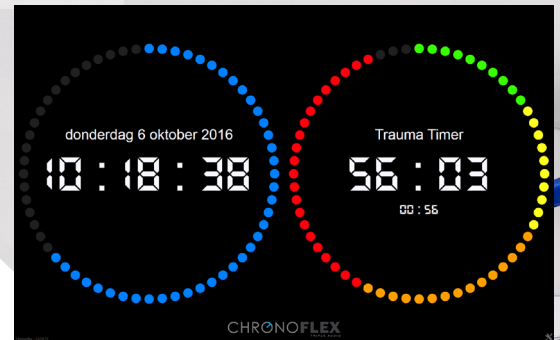 donderdag 6 oktober 2016
10 : 18 : 38
Trauma Timer
56 : 03
00 : 56
CHRONOFLEX